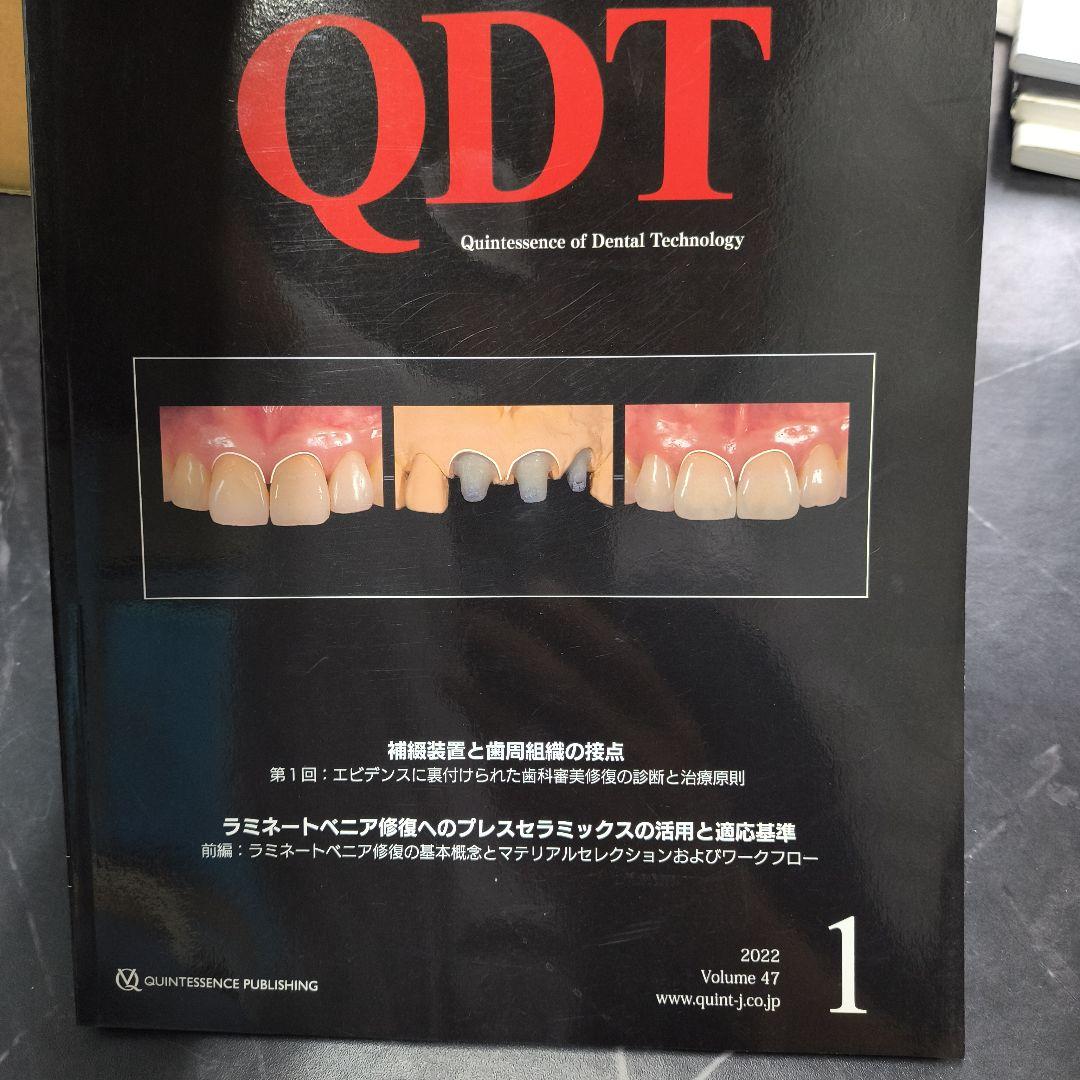 QDT
Quintessence of Dental Technology
補綴装置と歯周組織の接点
第1回：エビデンスに裏付けられた歯科審美修復の診断と治療原則
ラミネートベニア修復へのプレスセラミックスの活用と適応基準
前編：ラミネートベニア修復の基本概念とマテリアルセレクションおよびワークフロー
QUINTESSENCE PUBLISHING
2022
Volume 47
www.quint-j.co.jp
1